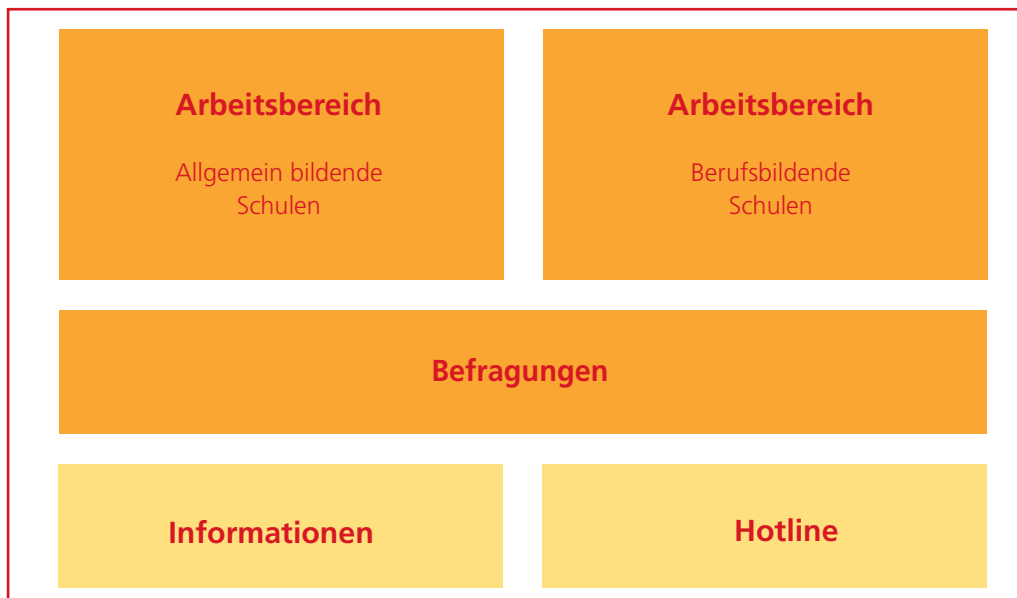 Arbeitsbereich
Allgemein bildende
Schulen
Arbeitsbereich
Berufsbildende
Schulen
Befragungen
Informationen
Hotline